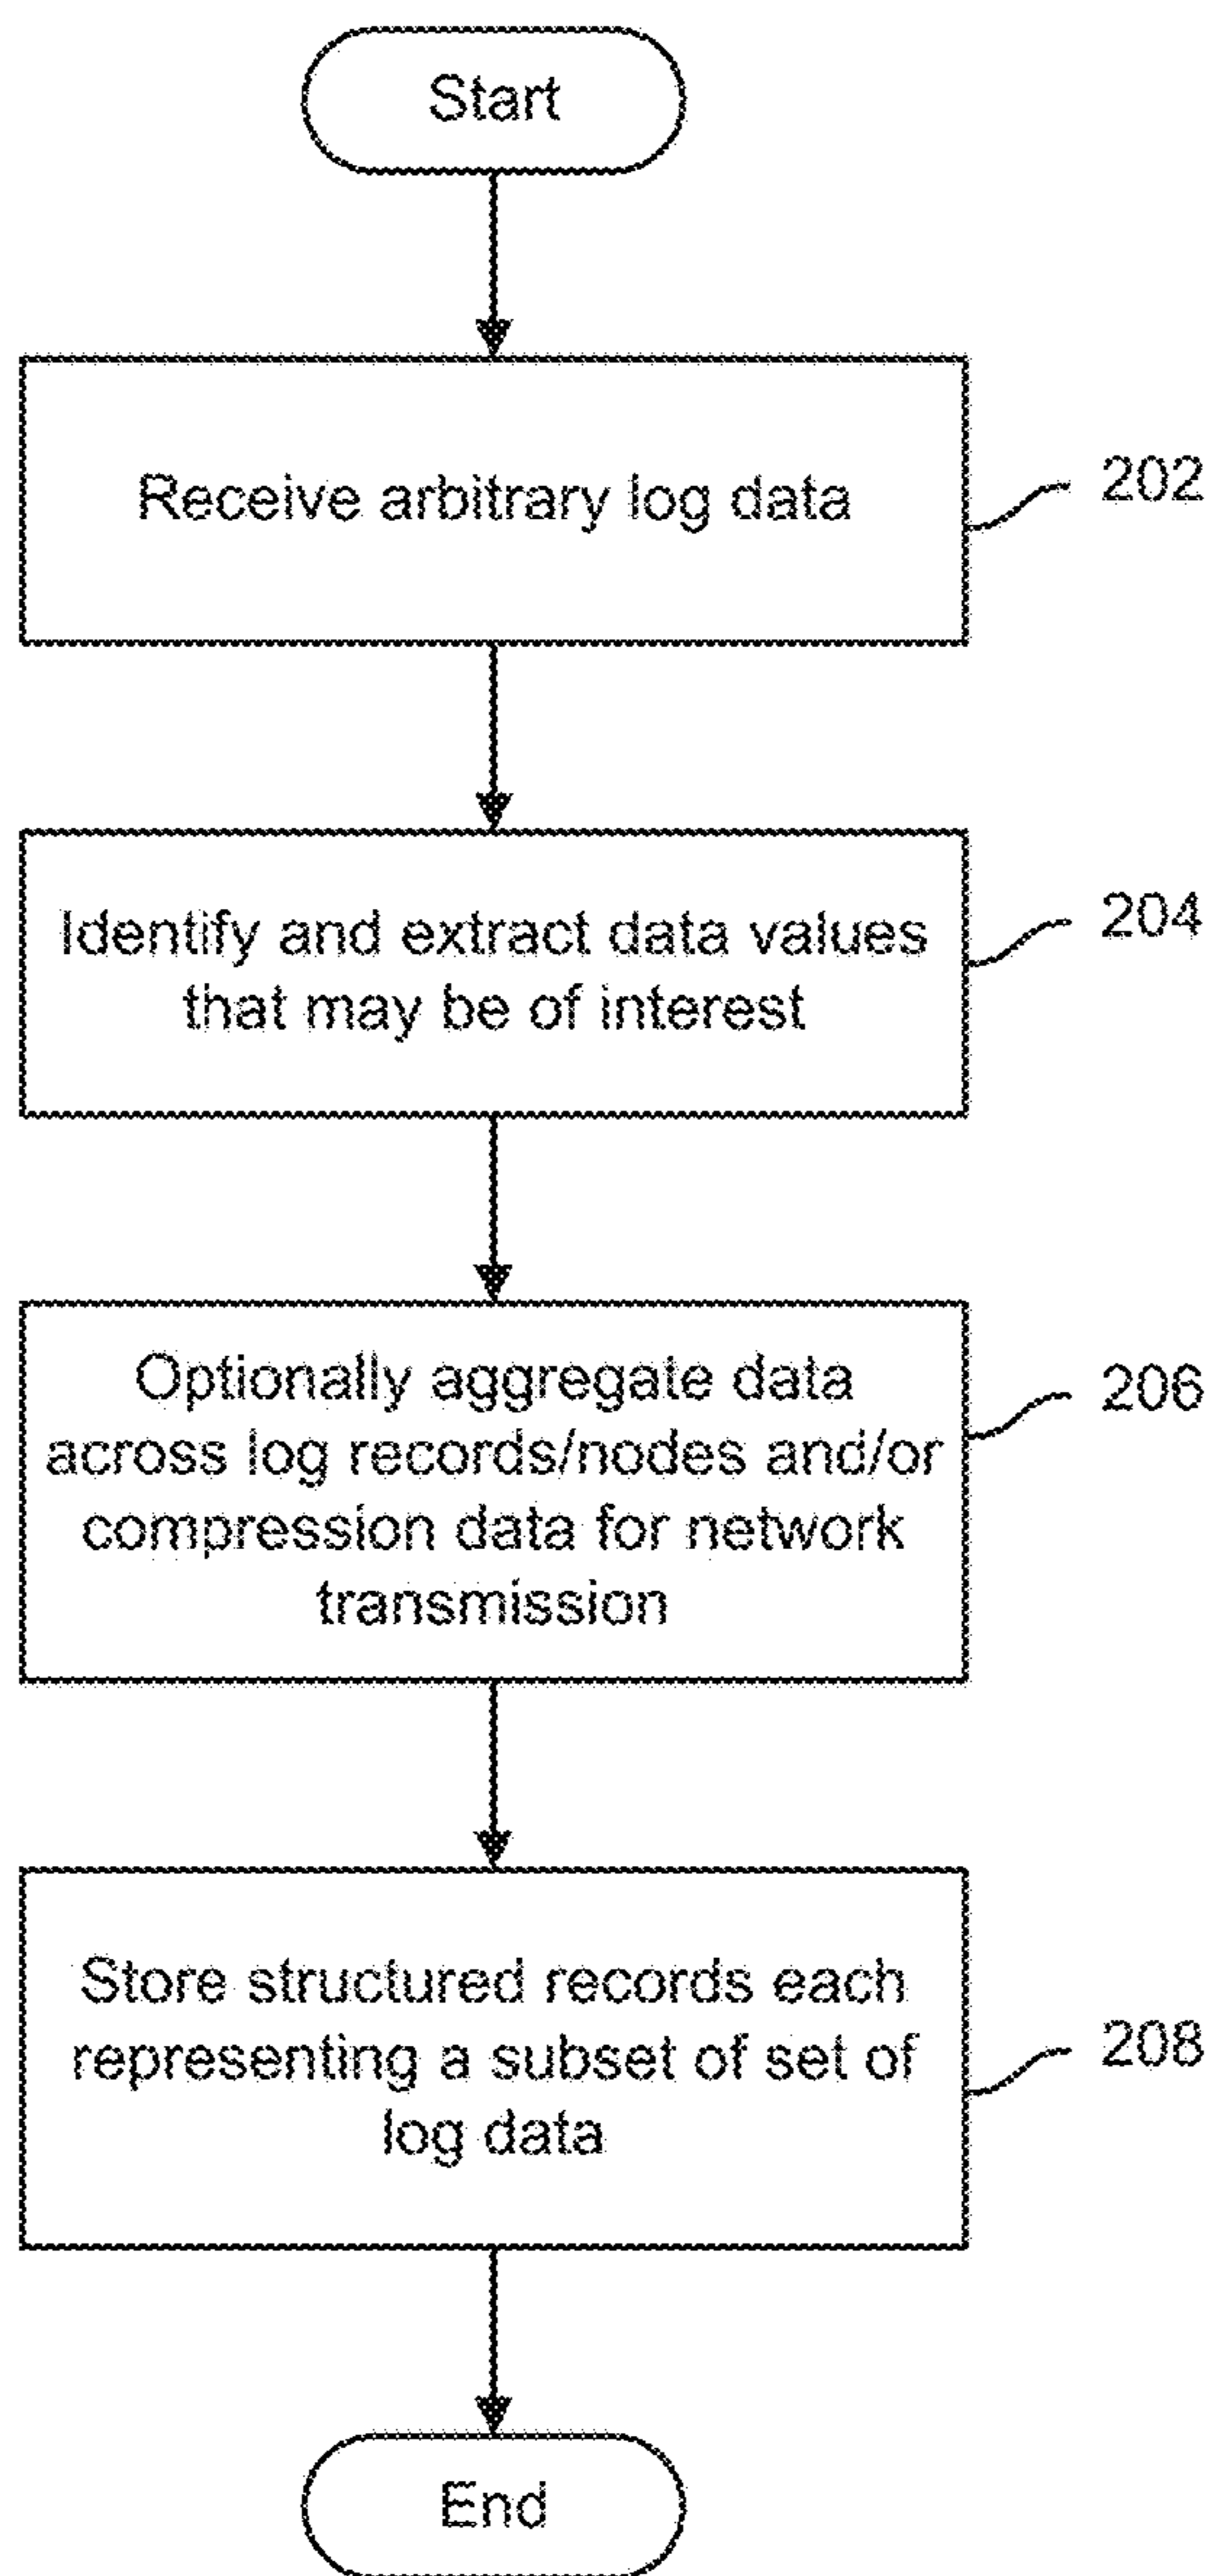 Start
Receive arbitrary log data
202
Identify and extract data values
that may be of interest
204
Optionally aggregate data
across log records/nodes and/or
compression data for network
transmission
206
Store structured records each
representing a subset of set of
log data
208
End